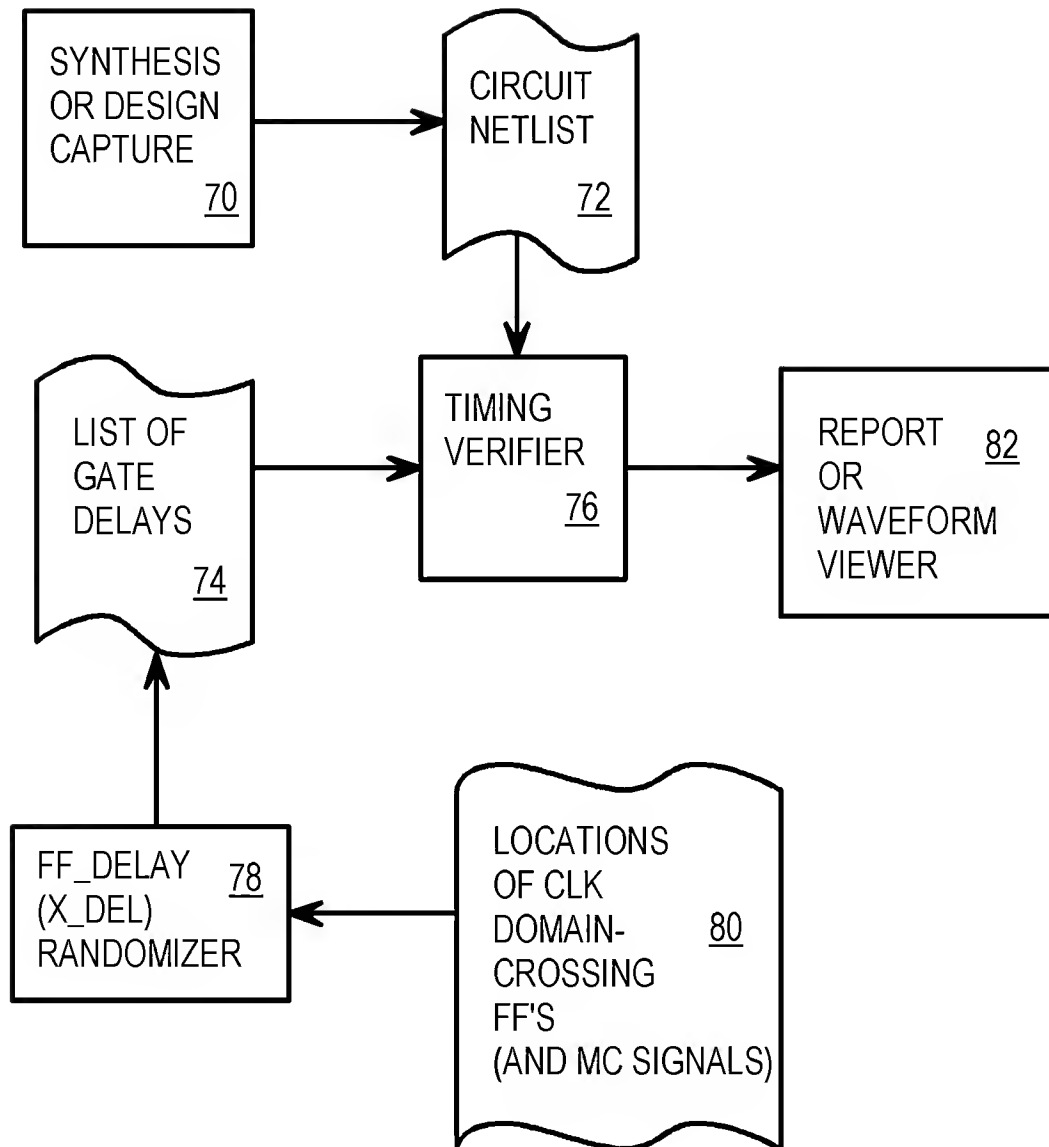 SYNTHESIS
OR DESIGN
CAPTURE
70
CIRCUIT
NETLIST
72
LIST OF
GATE
DELAYS
74
TIMING
VERIFIER
76
REPORT
OR
WAVEFORM
VIEWER
82
FF_DELAY
(X_DEL)
RANDOMIZER
78
LOCATIONS
OF CLK
DOMAIN-
CROSSING
FF'S
(AND MC SIGNALS)
80